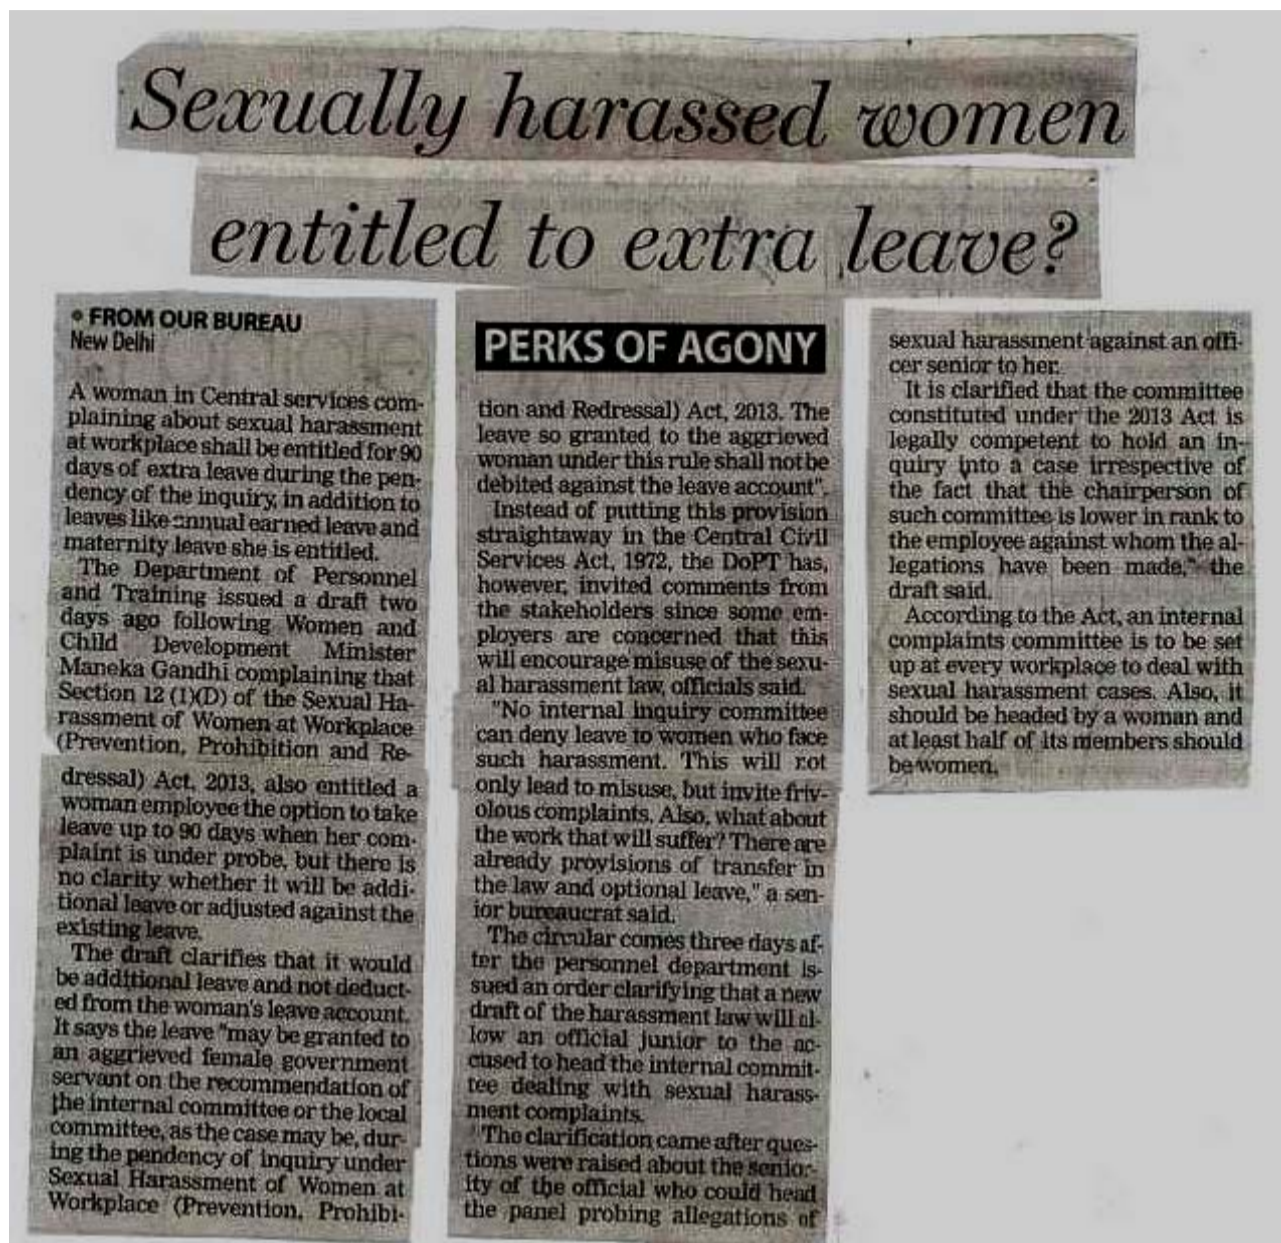 Sexually harassed women
entitled to extra leave?
• FROM OUR BUREAU
New Delhi
A woman in Central services com-
plaining about sexual harassment
at workplace shall be entitled for 90
days of extra leave during the pen-
dency of the inquiry, in addition to
leaves like annual earned leave and
maternity leave she is entitled.
The Department of Personnel
and Training issued a draft two
days ago following Women and
Child Development Minister
Maneka Gandhi complaining that
Section 12 (1)(D) of the Sexual Ha-
rassment of Women at Workplace
(Prevention, Prohibition and Re-
dressal) Act, 2013, also entitled a
woman employee the option to take
leave up to 90 days when her com-
plaint is under probe, but there is
no clarity whether it will be addi-
tional leave or adjusted against the
existing leave.
The draft clarifies that it would
be additional leave and not deduct-
ed from the woman's leave account.
It says the leave "may be granted to
an aggrieved female government
servant on the recommendation of
the internal committee or the local
committee, as the case may be, dur-
ing the pendency of inquiry under
Sexual Harassment of Women at
Workplace (Prevention, Prohibi-
PERKS OF AGONY
tion and Redressal) Act, 2013. The
leave so granted to the aggrieved
woman under this rule shall not be
debited against the leave account".
Instead of putting this provision
straightaway in the Central Civil
Services Act, 1972, the DoPT has,
however, invited comments from
the stakeholders since some em-
ployers are concerned that this
will encourage misuse of the sexu-
al harassment law, officials said.
"No internal inquiry committee
can deny leave to women who face
such harassment. This will not
only lead to misuse, but invite friv-
olous complaints. Also, what about
the work that will suffer? There are
already provisions of transfer in
the law and optional leave," a sen-
ior bureaucrat said.
The circular comes three days af-
ter the personnel department is-
sued an order clarifying that a new
draft of the harassment law will al-
low an official junior to the ac-
cused to head the internal commit-
tee dealing with sexual harass-
ment complaints.
"The clarification came after ques-
tions were raised about the senior-
ity of the official who could head
the panel probing allegations of
sexual harassment against an offi-
cer senior to her.
It is clarified that the committee
constituted under the 2013 Act is
legally competent to hold an in-
quiry into a case irrespective of
the fact that the chairperson of
such committee is lower in rank to
the employee against whom the al-
legations have been made," the
draft said.
According to the Act, an internal
complaints committee is to be set
up at every workplace to deal with
sexual harassment cases. Also, it
should be headed by a woman and
at least half of its members should
be women.